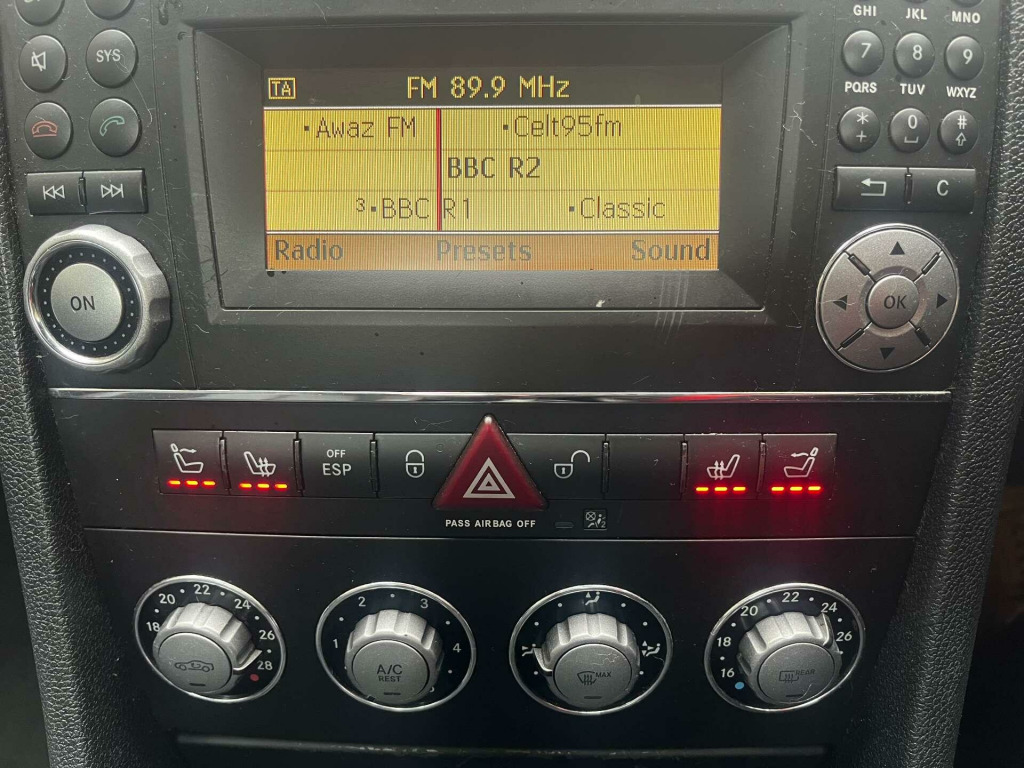 GHI JKL MNO
SYS 7 8 9
PQRS TUV WXYZ
* 0 #
+
TA FM 89.9 MHz
Awaz FM Celt95fm
BBC R2
3 BBC R1 Classic
Radio Presets Sound
C
ON
OK
OFF
ESP
PASS AIRBAG OFF
18 20 22 24 26 28
1 2 3 4
A/C
REST
MAX
16 18 20 22 24 26
REAR